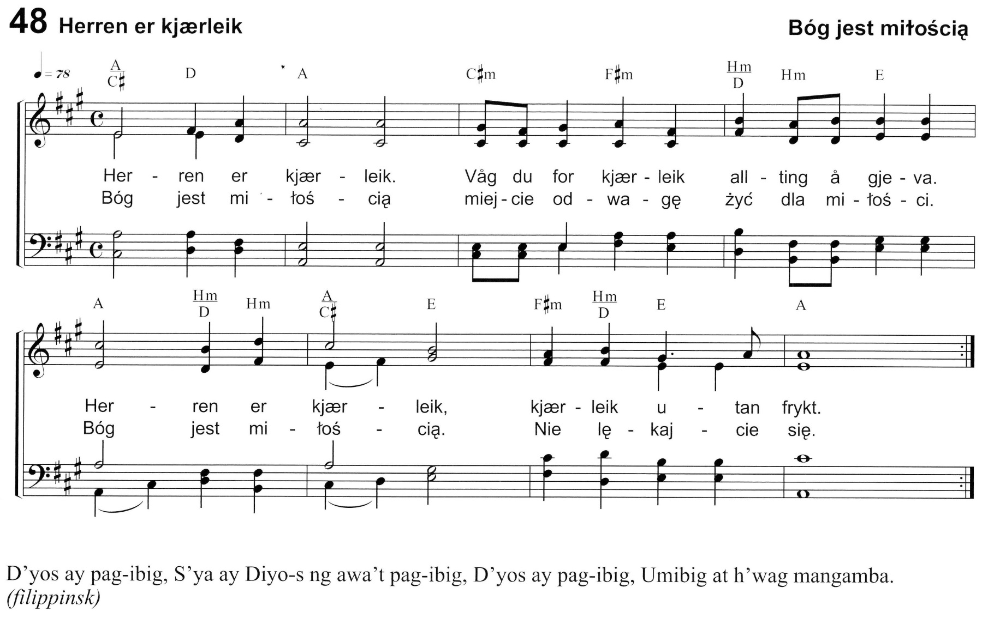 48 Herren er kjærleik Bóg jest miłością
♩= 78 A/C♯ D A C♯m F♯m Hm/D Hm E
Her - ren er kjær - leik. Våg du for kjær - leik all - ting å gje - va.
Bóg jest mi - łoś - cią miej - cie od - wa - gę żyć dla mi - łoś - ci.
A Hm/D Hm A/C♯ E F♯m Hm/D E A
Her - ren er kjær - leik, kjær - leik u - tan frykt.
Bóg jest mi - łoś - cią. Nie lę - kaj - cie się.
D’yos ay pag-ibig, S’ya ay Diyo-s ng awa’t pag-ibig, D’yos ay pag-ibig, Umibig at h’wag mangamba.
(filippinsk)